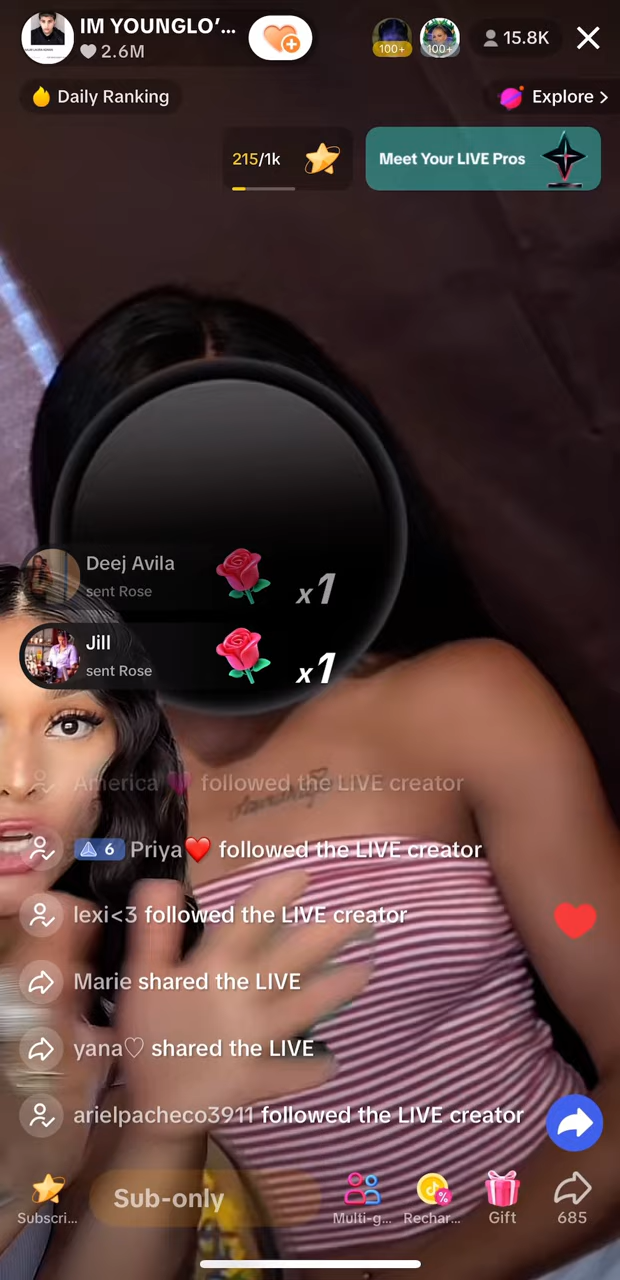 IM YOUNGLO’...
2.6M
100+
100+
15.8K
Daily Ranking
Explore >
215/1k
Meet Your LIVE Pros
Deej Avila
sent Rose
x1
Jill
sent Rose
x1
America 💜 followed the LIVE creator
6 Priya❤️ followed the LIVE creator
lexi<3 followed the LIVE creator
Marie shared the LIVE
yana♡ shared the LIVE
arielpacheco3911 followed the LIVE creator
Sub-only
Subscri...
Multi-g...
Rechar...
Gift
685